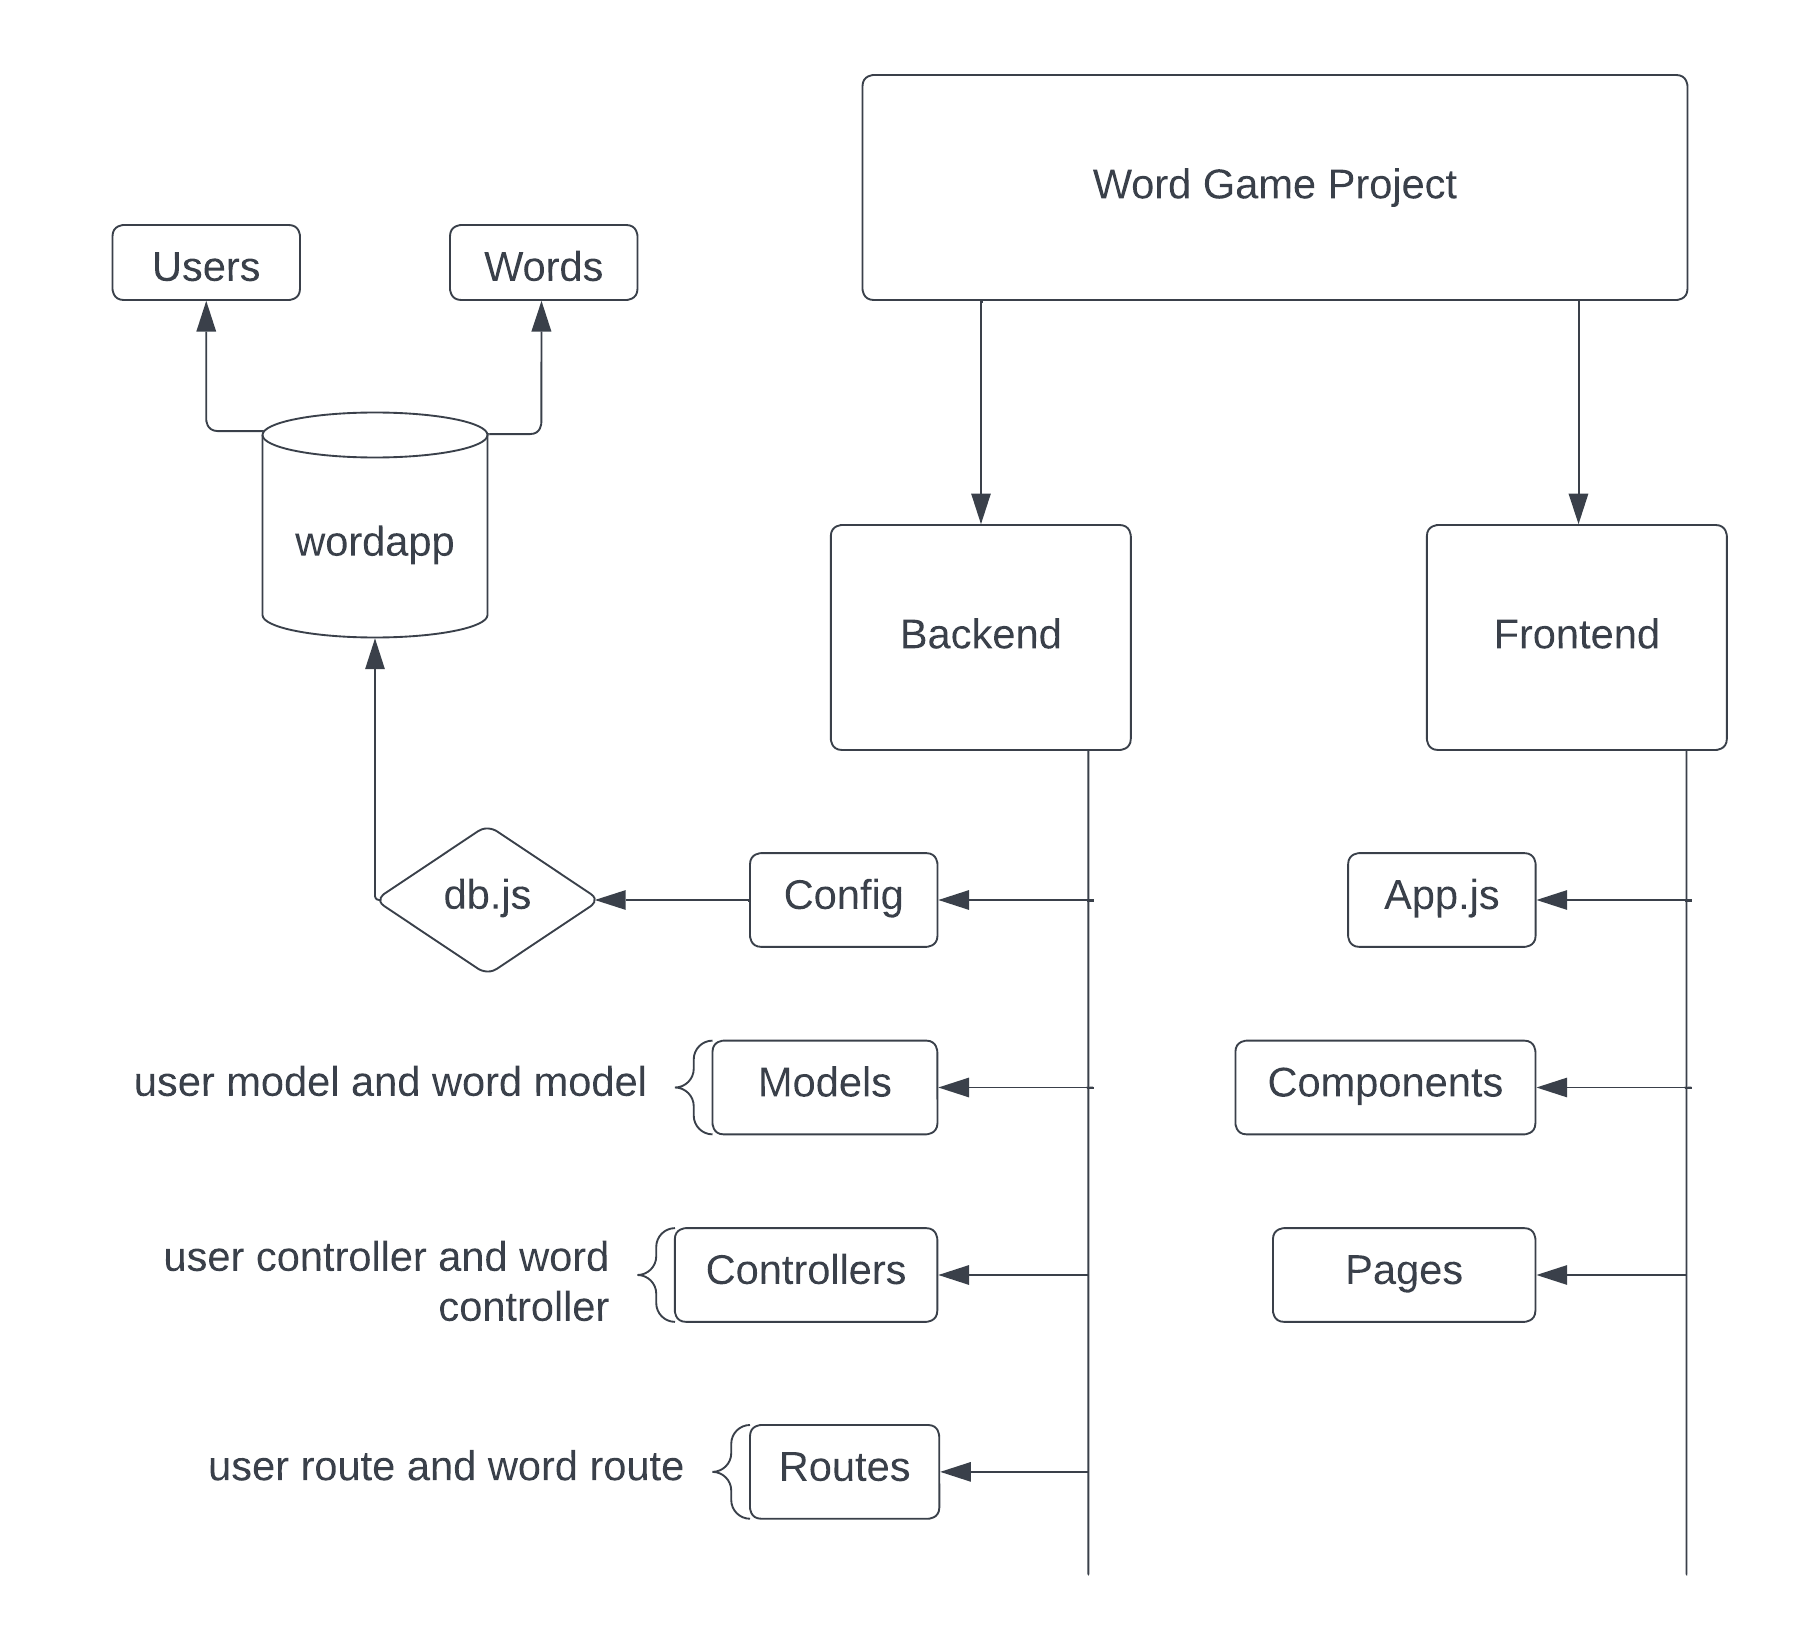 Word Game Project
Users
Words
wordapp
Backend
Frontend
db.js
Config
App.js
user model and word model
Models
Components
user controller and word
controller
Controllers
Pages
user route and word route
Routes